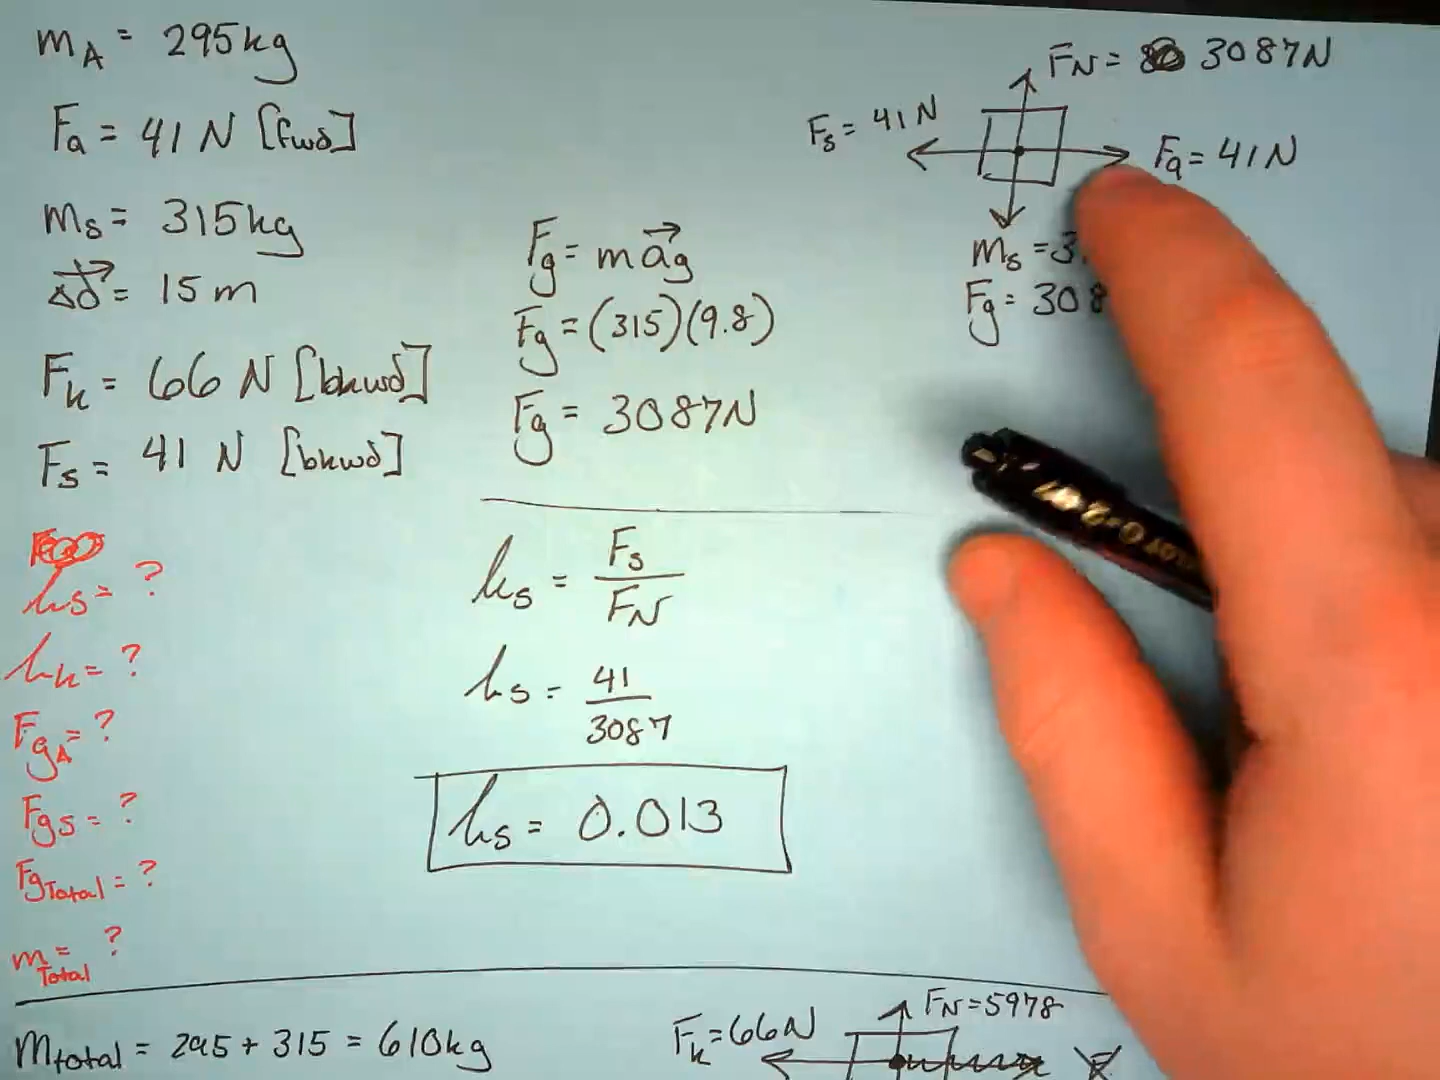 mA = 295kg
Fa = 41 N [fwd]
ms = 315kg
Δd = 15 m
Fk = 66 N [bkwd]
Fs = 41 N [bkwd]
μs = ?
μk = ?
FgA = ?
Fgs = ?
FgTotal = ?
mTotal = ?
Fg = mag
Fg = (315)(9.8)
Fg = 3087N
μs = Fs
FN
μs = 41
3087
μs = 0.013
FN = 3087N
Fs = 41N
Fa = 41N
ms = 3
Fg = 308
mtotal = 295 + 315 = 610kg
FN = 5978
Fk = 66N